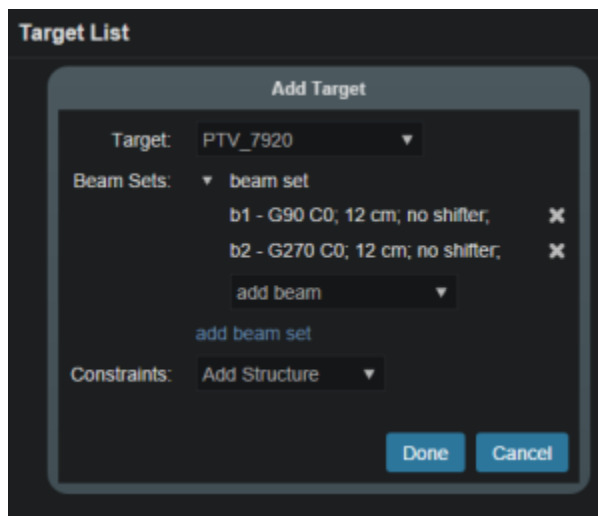 Target List
Add Target
Target: PTV_7920
Beam Sets: beam set
b1 - G90 C0; 12 cm; no shifter;
b2 - G270 C0; 12 cm; no shifter;
add beam
add beam set
Constraints: Add Structure
Done Cancel